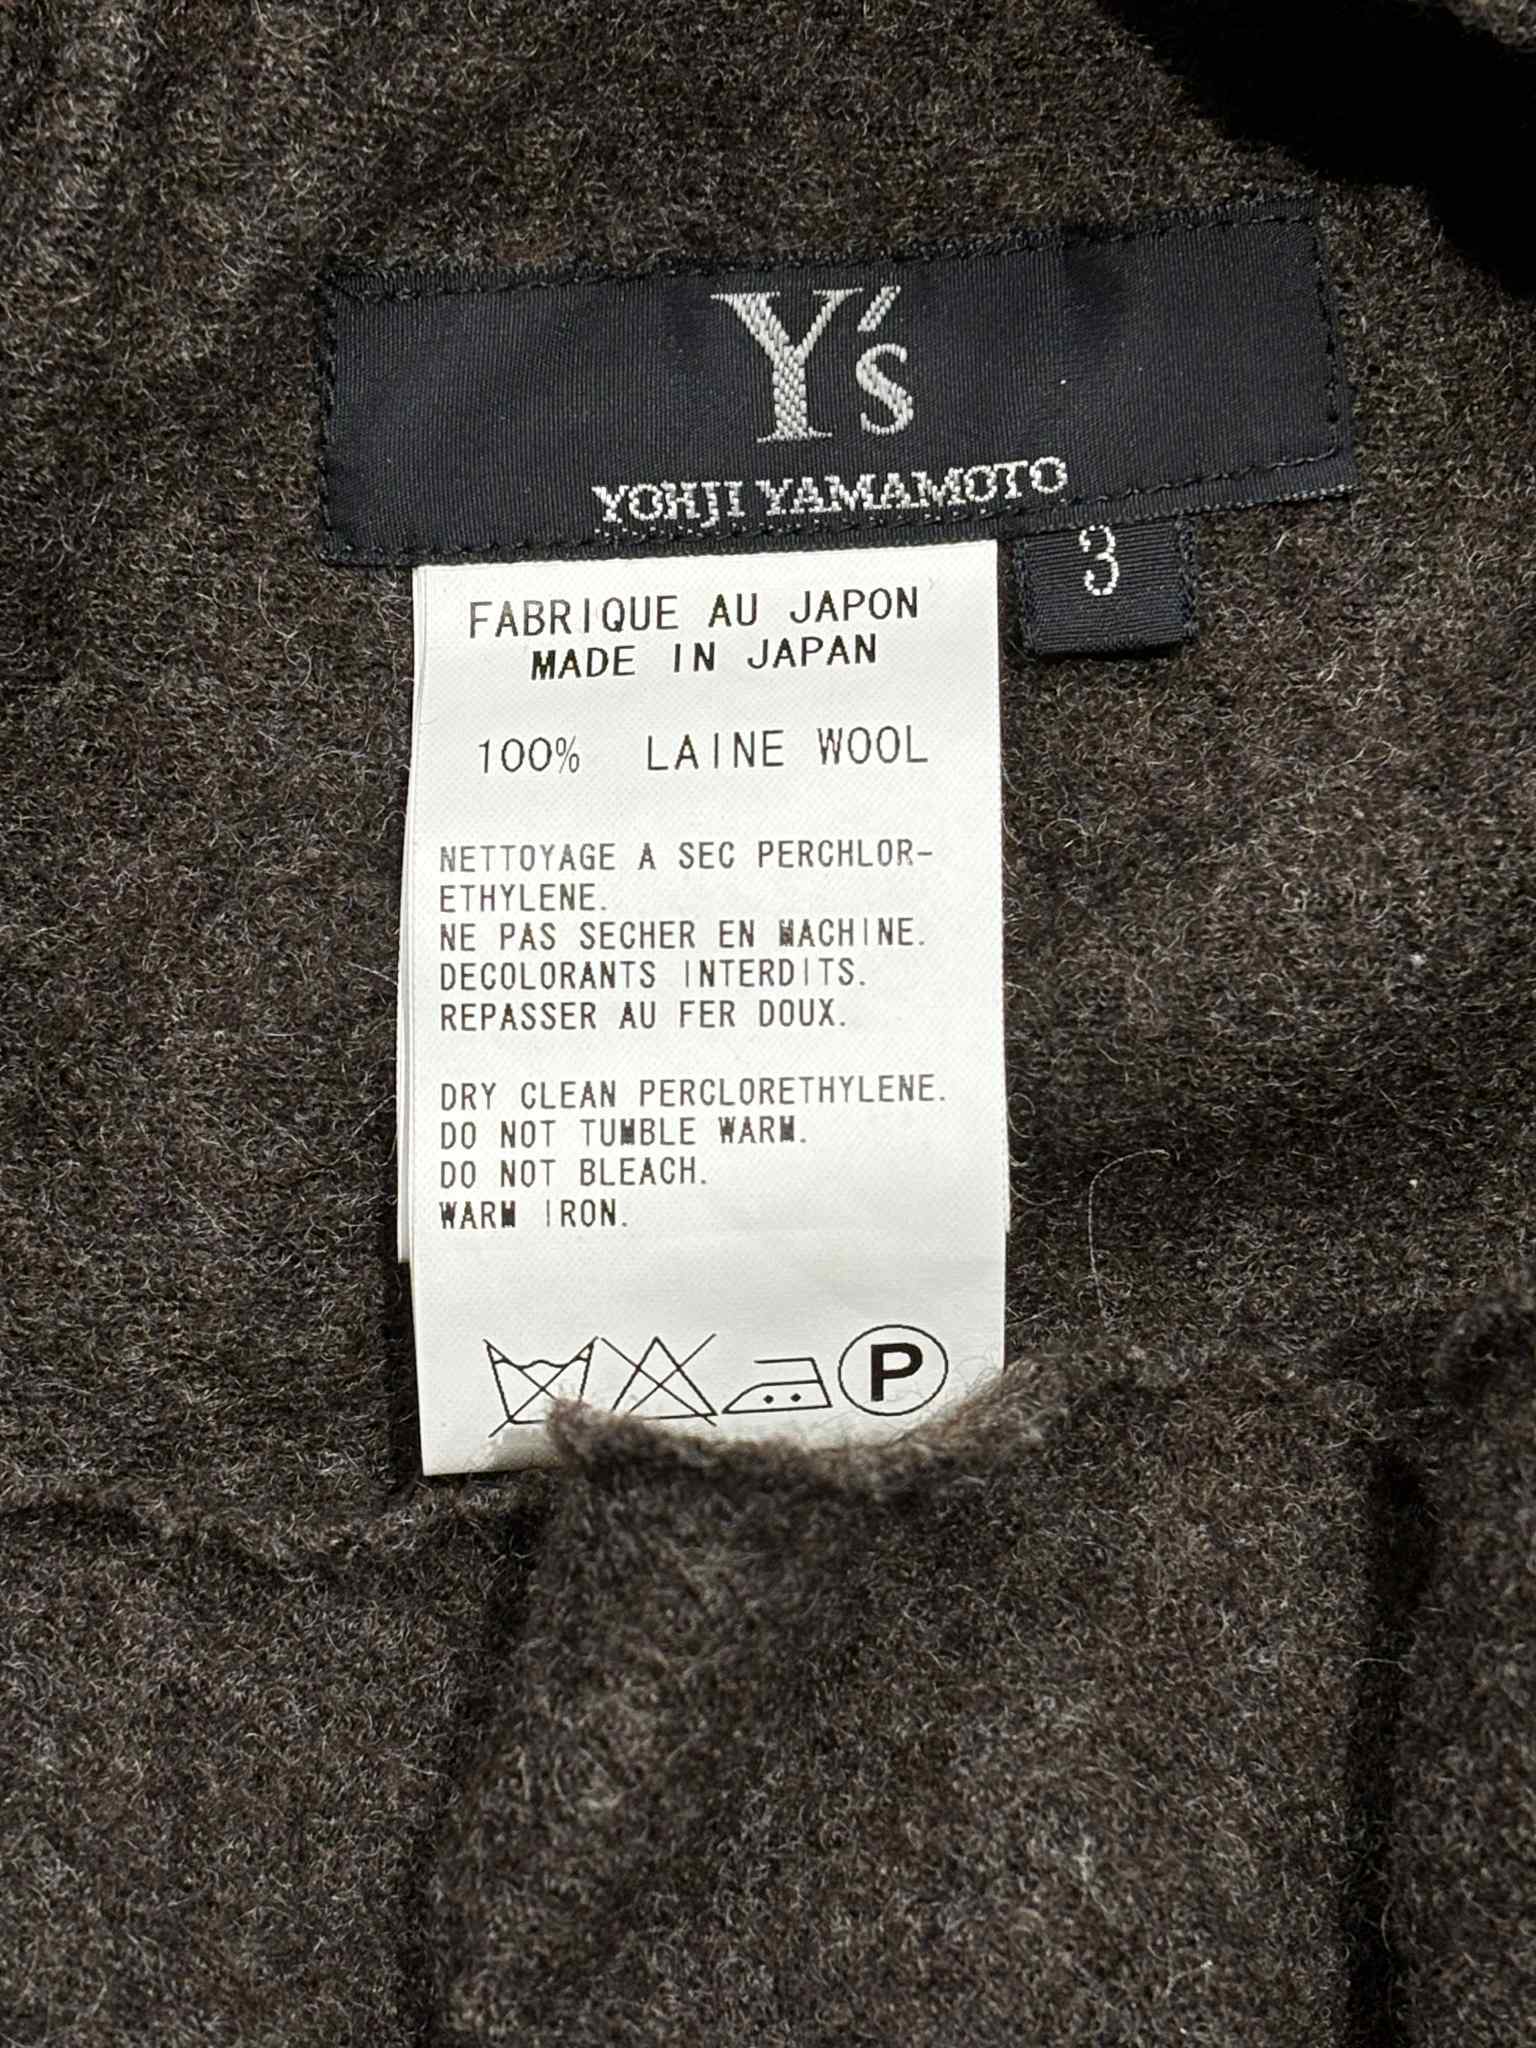 Y's
YOHJI YAMAMOTO
3
FABRIQUE AU JAPON
MADE IN JAPAN
100% LAINE WOOL
NETTOYAGE A SEC PERCHLOR-
ETHYLENE.
NE PAS SECHER EN MACHINE.
DECOLORANTS INTERDITS.
REPASSER AU FER DOUX.
DRY CLEAN PERCLORETHYLENE.
DO NOT TUMBLE WARM.
DO NOT BLEACH.
WARM IRON.
P